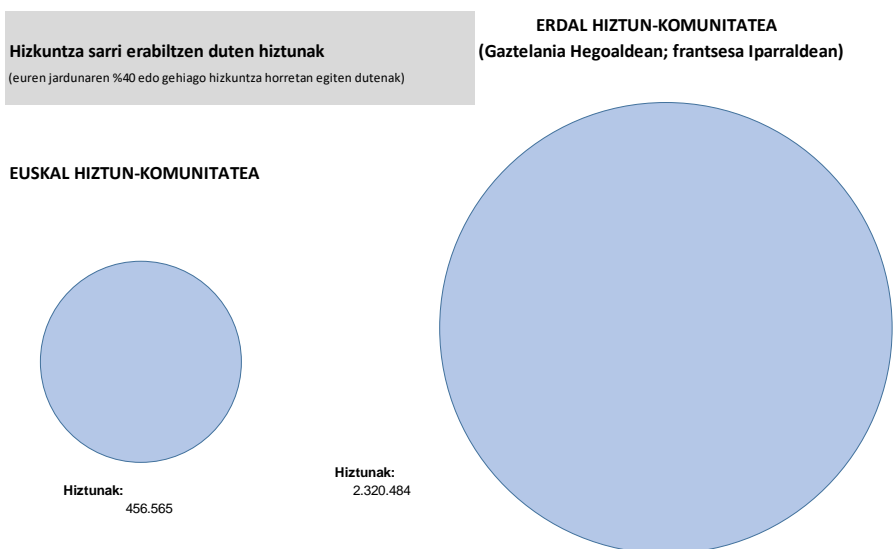 Hizkuntza sarri erabiltzen duten hiztunak
(euren jardunaren %40 edo gehiago hizkuntza horretan egiten dutenak)
ERDAL HIZTUN-KOMUNITATEA
(Gaztelania Hegoaldean; frantsesa Iparraldean)
EUSKAL HIZTUN-KOMUNITATEA
Hiztunak:
456.565
Hiztunak:
2.320.484